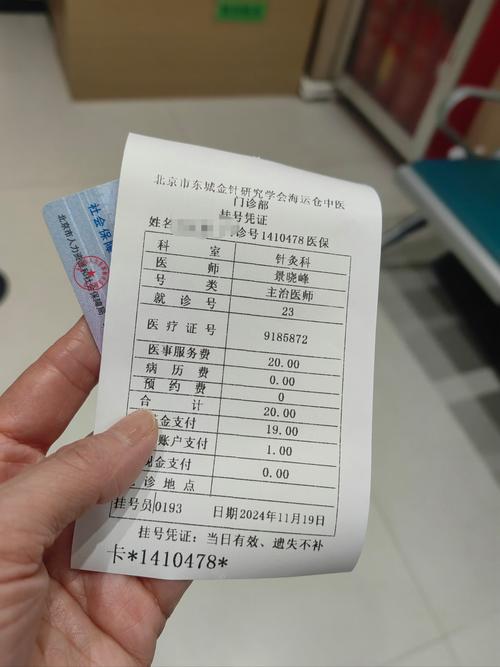 北京市东城金针研究学会海运仓中医
门诊部
挂号凭证
姓名 诊号1410478 医保
科室 针灸科
医师 景晓峰
号类 主治医师
就诊号 23
医疗证号 9185872
医事服务费 20.00
病历费 0.00
预约费 0
合计 20.00
金支付 19.00
账户支付 1.00
现金支付 0.00
诊地点
挂号员 0193 日期 2024年11月19日
挂号凭证：当日有效、遗失不补
卡*1410478*
社会保障
北京市人力资源和社会保障局